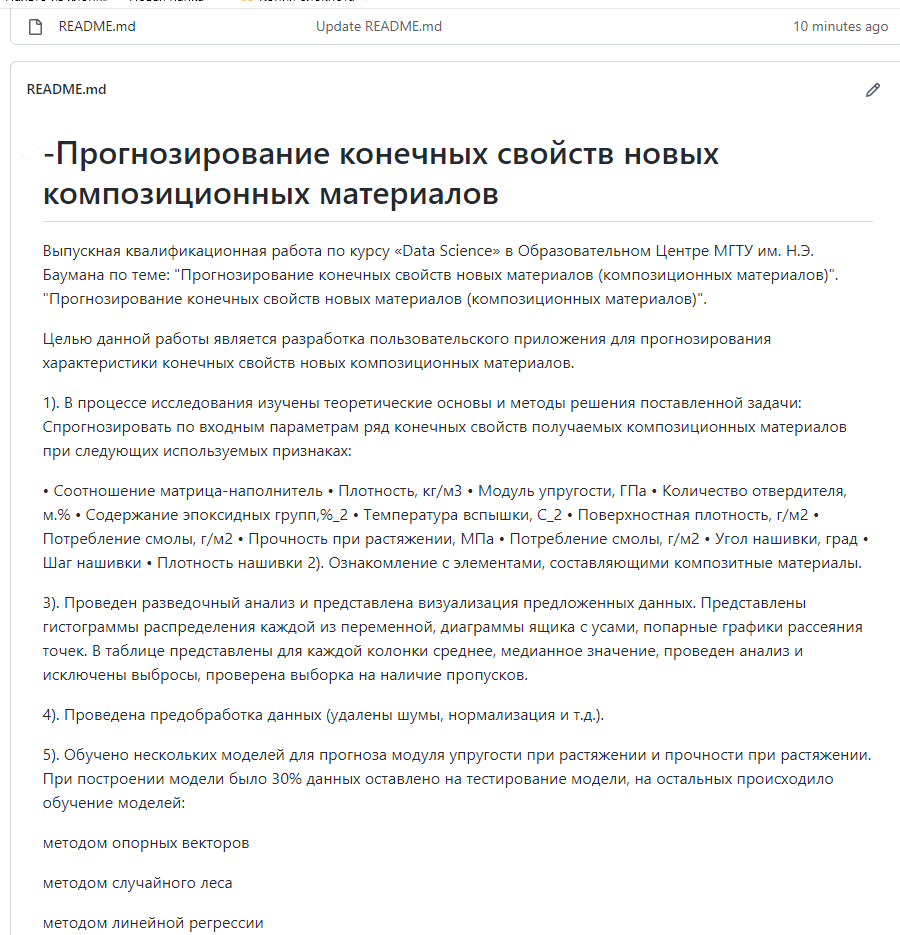 README.md Update README.md 10 minutes ago
README.md
-Прогнозирование конечных свойств новых
композиционных материалов
Выпускная квалификационная работа по курсу «Data Science» в Образовательном Центре МГТУ им. Н.Э.
Баумана по теме: "Прогнозирование конечных свойств новых материалов (композиционных материалов)".
"Прогнозирование конечных свойств новых материалов (композиционных материалов)".
Целью данной работы является разработка пользовательского приложения для прогнозирования
характеристики конечных свойств новых композиционных материалов.
1). В процессе исследования изучены теоретические основы и методы решения поставленной задачи:
Спрогнозировать по входным параметрам ряд конечных свойств получаемых композиционных материалов
при следующих используемых признаках:
• Соотношение матрица-наполнитель • Плотность, кг/м3 • Модуль упругости, ГПа • Количество отвердителя,
м.% • Содержание эпоксидных групп,%_2 • Температура вспышки, С_2 • Поверхностная плотность, г/м2 •
Потребление смолы, г/м2 • Прочность при растяжении, МПа • Потребление смолы, г/м2 • Угол нашивки, град •
Шаг нашивки • Плотность нашивки 2). Ознакомление с элементами, составляющими композитные материалы.
3). Проведен разведочный анализ и представлена визуализация предложенных данных. Представлены
гистограммы распределения каждой из переменной, диаграммы ящика с усами, попарные графики рассеяния
точек. В таблице представлены для каждой колонки среднее, медианное значение, проведен анализ и
исключены выбросы, проверена выборка на наличие пропусков.
4). Проведена предобработка данных (удалены шумы, нормализация и т.д.).
5). Обучено нескольких моделей для прогноза модуля упругости при растяжении и прочности при растяжении.
При построении модели было 30% данных оставлено на тестирование модели, на остальных происходило
обучение моделей:
методом опорных векторов
методом случайного леса
методом линейной регрессии